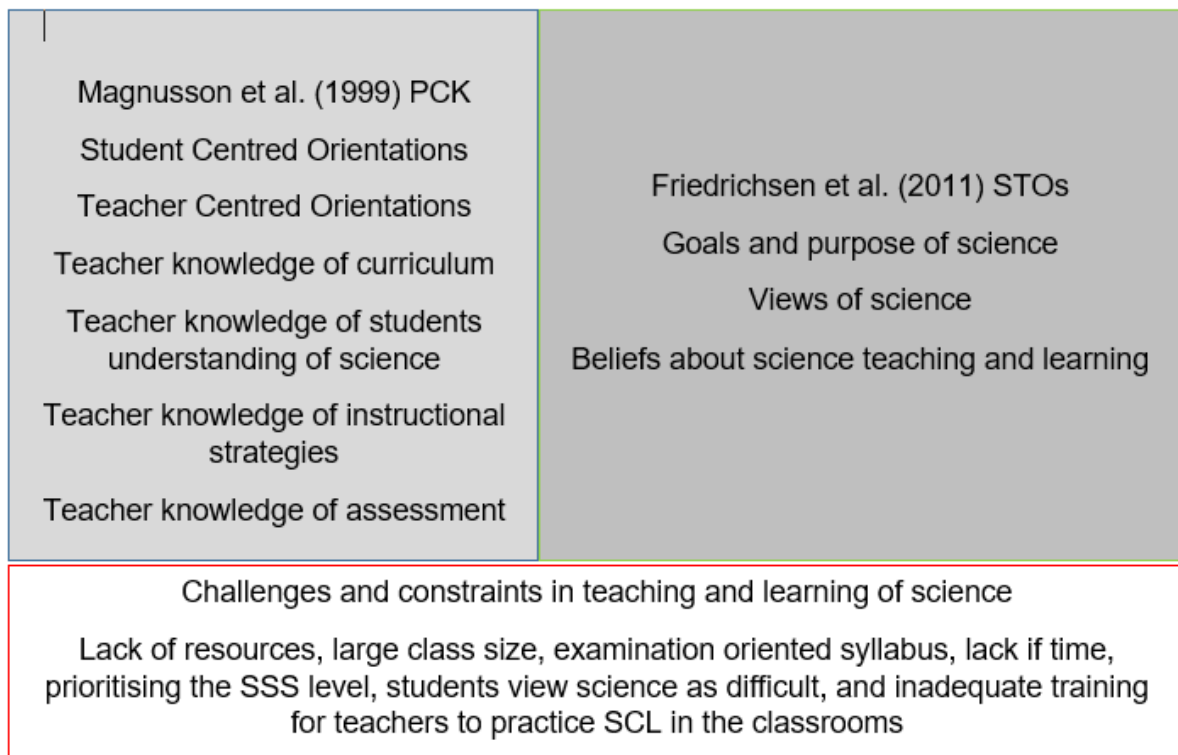 Magnusson et al. (1999) PCK
Student Centred Orientations
Teacher Centred Orientations
Teacher knowledge of curriculum
Teacher knowledge of students
understanding of science
Teacher knowledge of instructional
strategies
Teacher knowledge of assessment
Friedrichsen et al. (2011) STOs
Goals and purpose of science
Views of science
Beliefs about science teaching and learning
Challenges and constraints in teaching and learning of science
Lack of resources, large class size, examination oriented syllabus, lack if time,
prioritising the SSS level, students view science as difficult, and inadequate training
for teachers to practice SCL in the classrooms